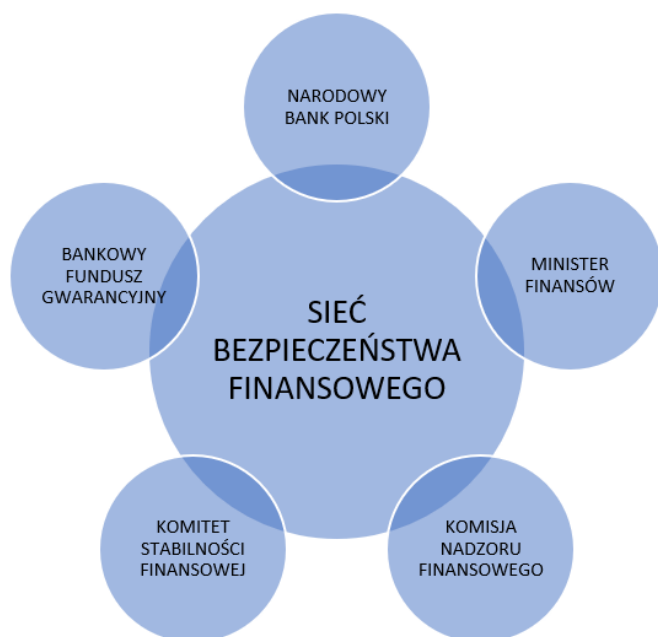 NARODOWY
BANK POLSKI
BANKOWY
FUNDUSZ
GWARANCYJNY
MINISTER
FINANSÓW
SIEĆ
BEZPIECZEŃSTWA
FINANSOWEGO
KOMITET
STABILNOŚCI
FINANSOWEJ
KOMISJA
NADZORU
FINANSOWEGO